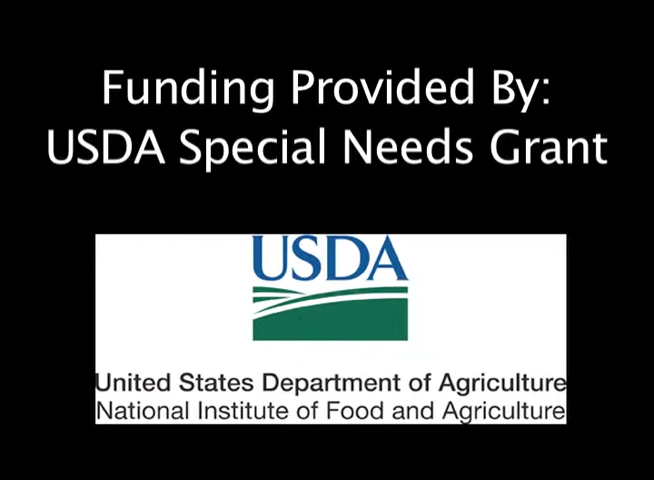 Funding Provided By:
USDA Special Needs Grant
USDA
United States Department of Agriculture
National Institute of Food and Agriculture